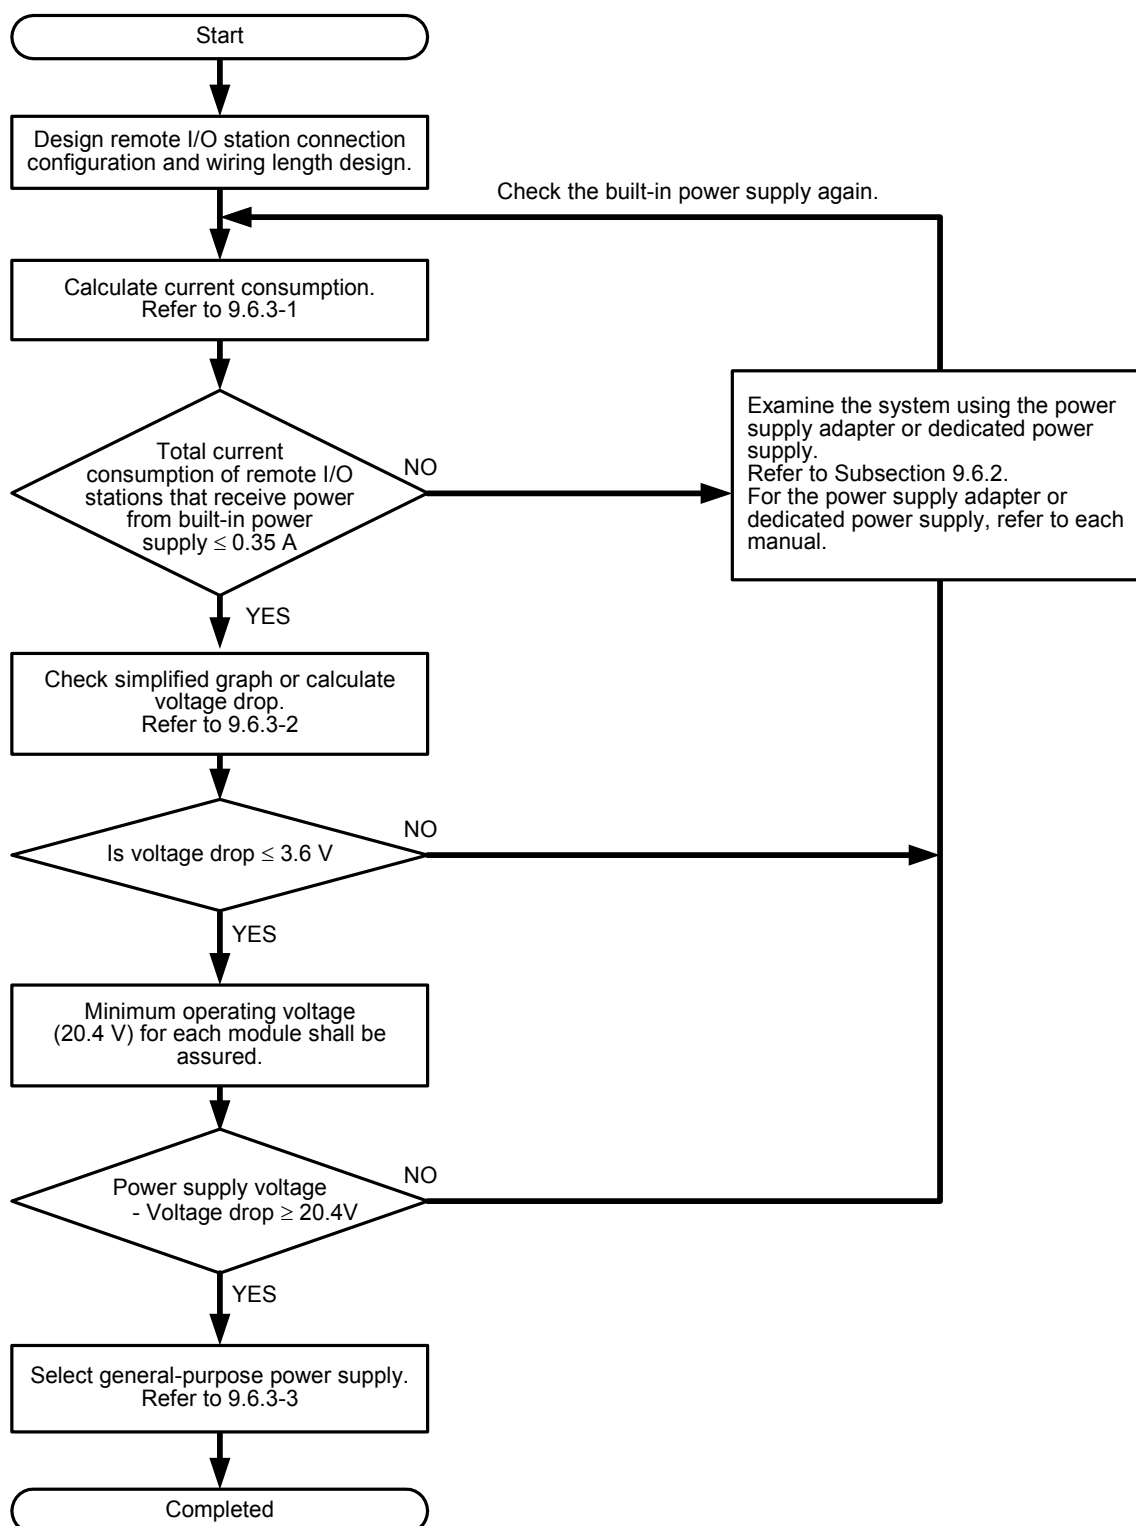 Start
Design remote I/O station connection
configuration and wiring length design.
Check the built-in power supply again.
Calculate current consumption.
Refer to 9.6.3-1
Total current
consumption of remote I/O
stations that receive power
from built-in power
supply ≤ 0.35 A
NO
Examine the system using the power
supply adapter or dedicated power
supply.
Refer to Subsection 9.6.2.
For the power supply adapter or
dedicated power supply, refer to each
manual.
YES
Check simplified graph or calculate
voltage drop.
Refer to 9.6.3-2
NO
Is voltage drop ≤ 3.6 V
YES
Minimum operating voltage
(20.4 V) for each module shall be
assured.
NO
Power supply voltage
- Voltage drop ≥ 20.4V
YES
Select general-purpose power supply.
Refer to 9.6.3-3
Completed